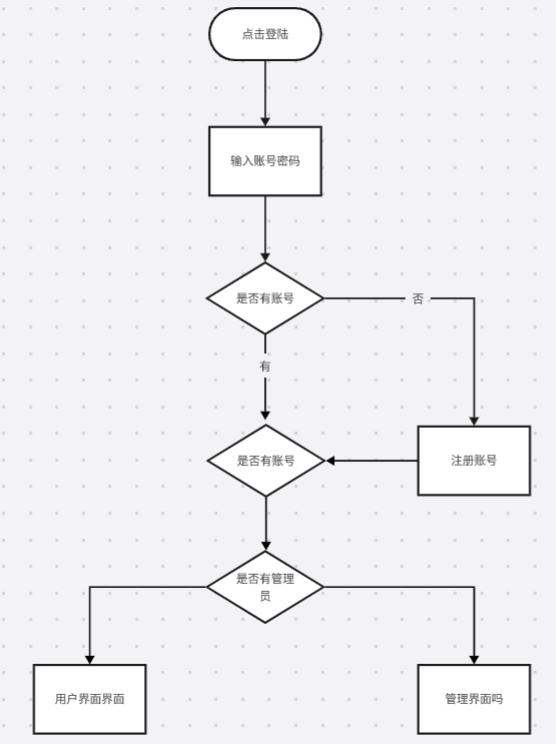 点击登陆
输入账号密码
是否有账号
否
有
是否有账号
注册账号
是否有管理
员
用户界面界面
管理界面吗